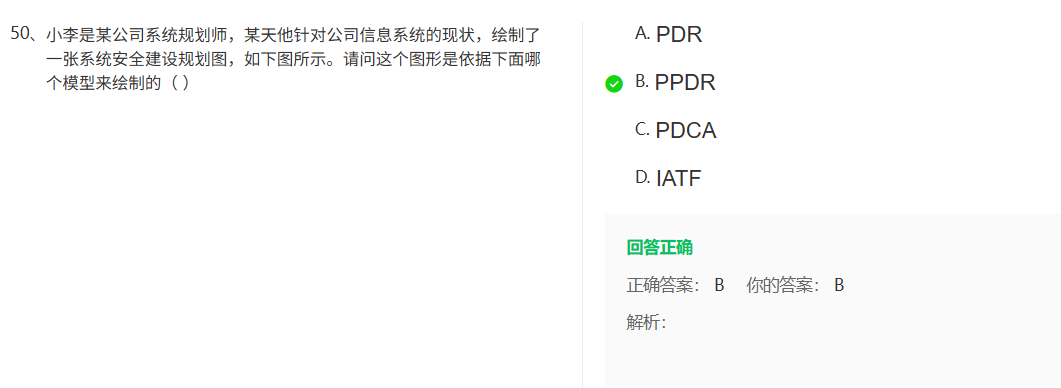 50、小李是某公司系统规划师，某天他针对公司信息系统的现状，绘制了
一张系统安全建设规划图，如下图所示。请问这个图形是依据下面哪
个模型来绘制的（ ）
A. PDR
B. PPDR
C. PDCA
D. IATF
回答正确
正确答案： B 你的答案： B
解析：